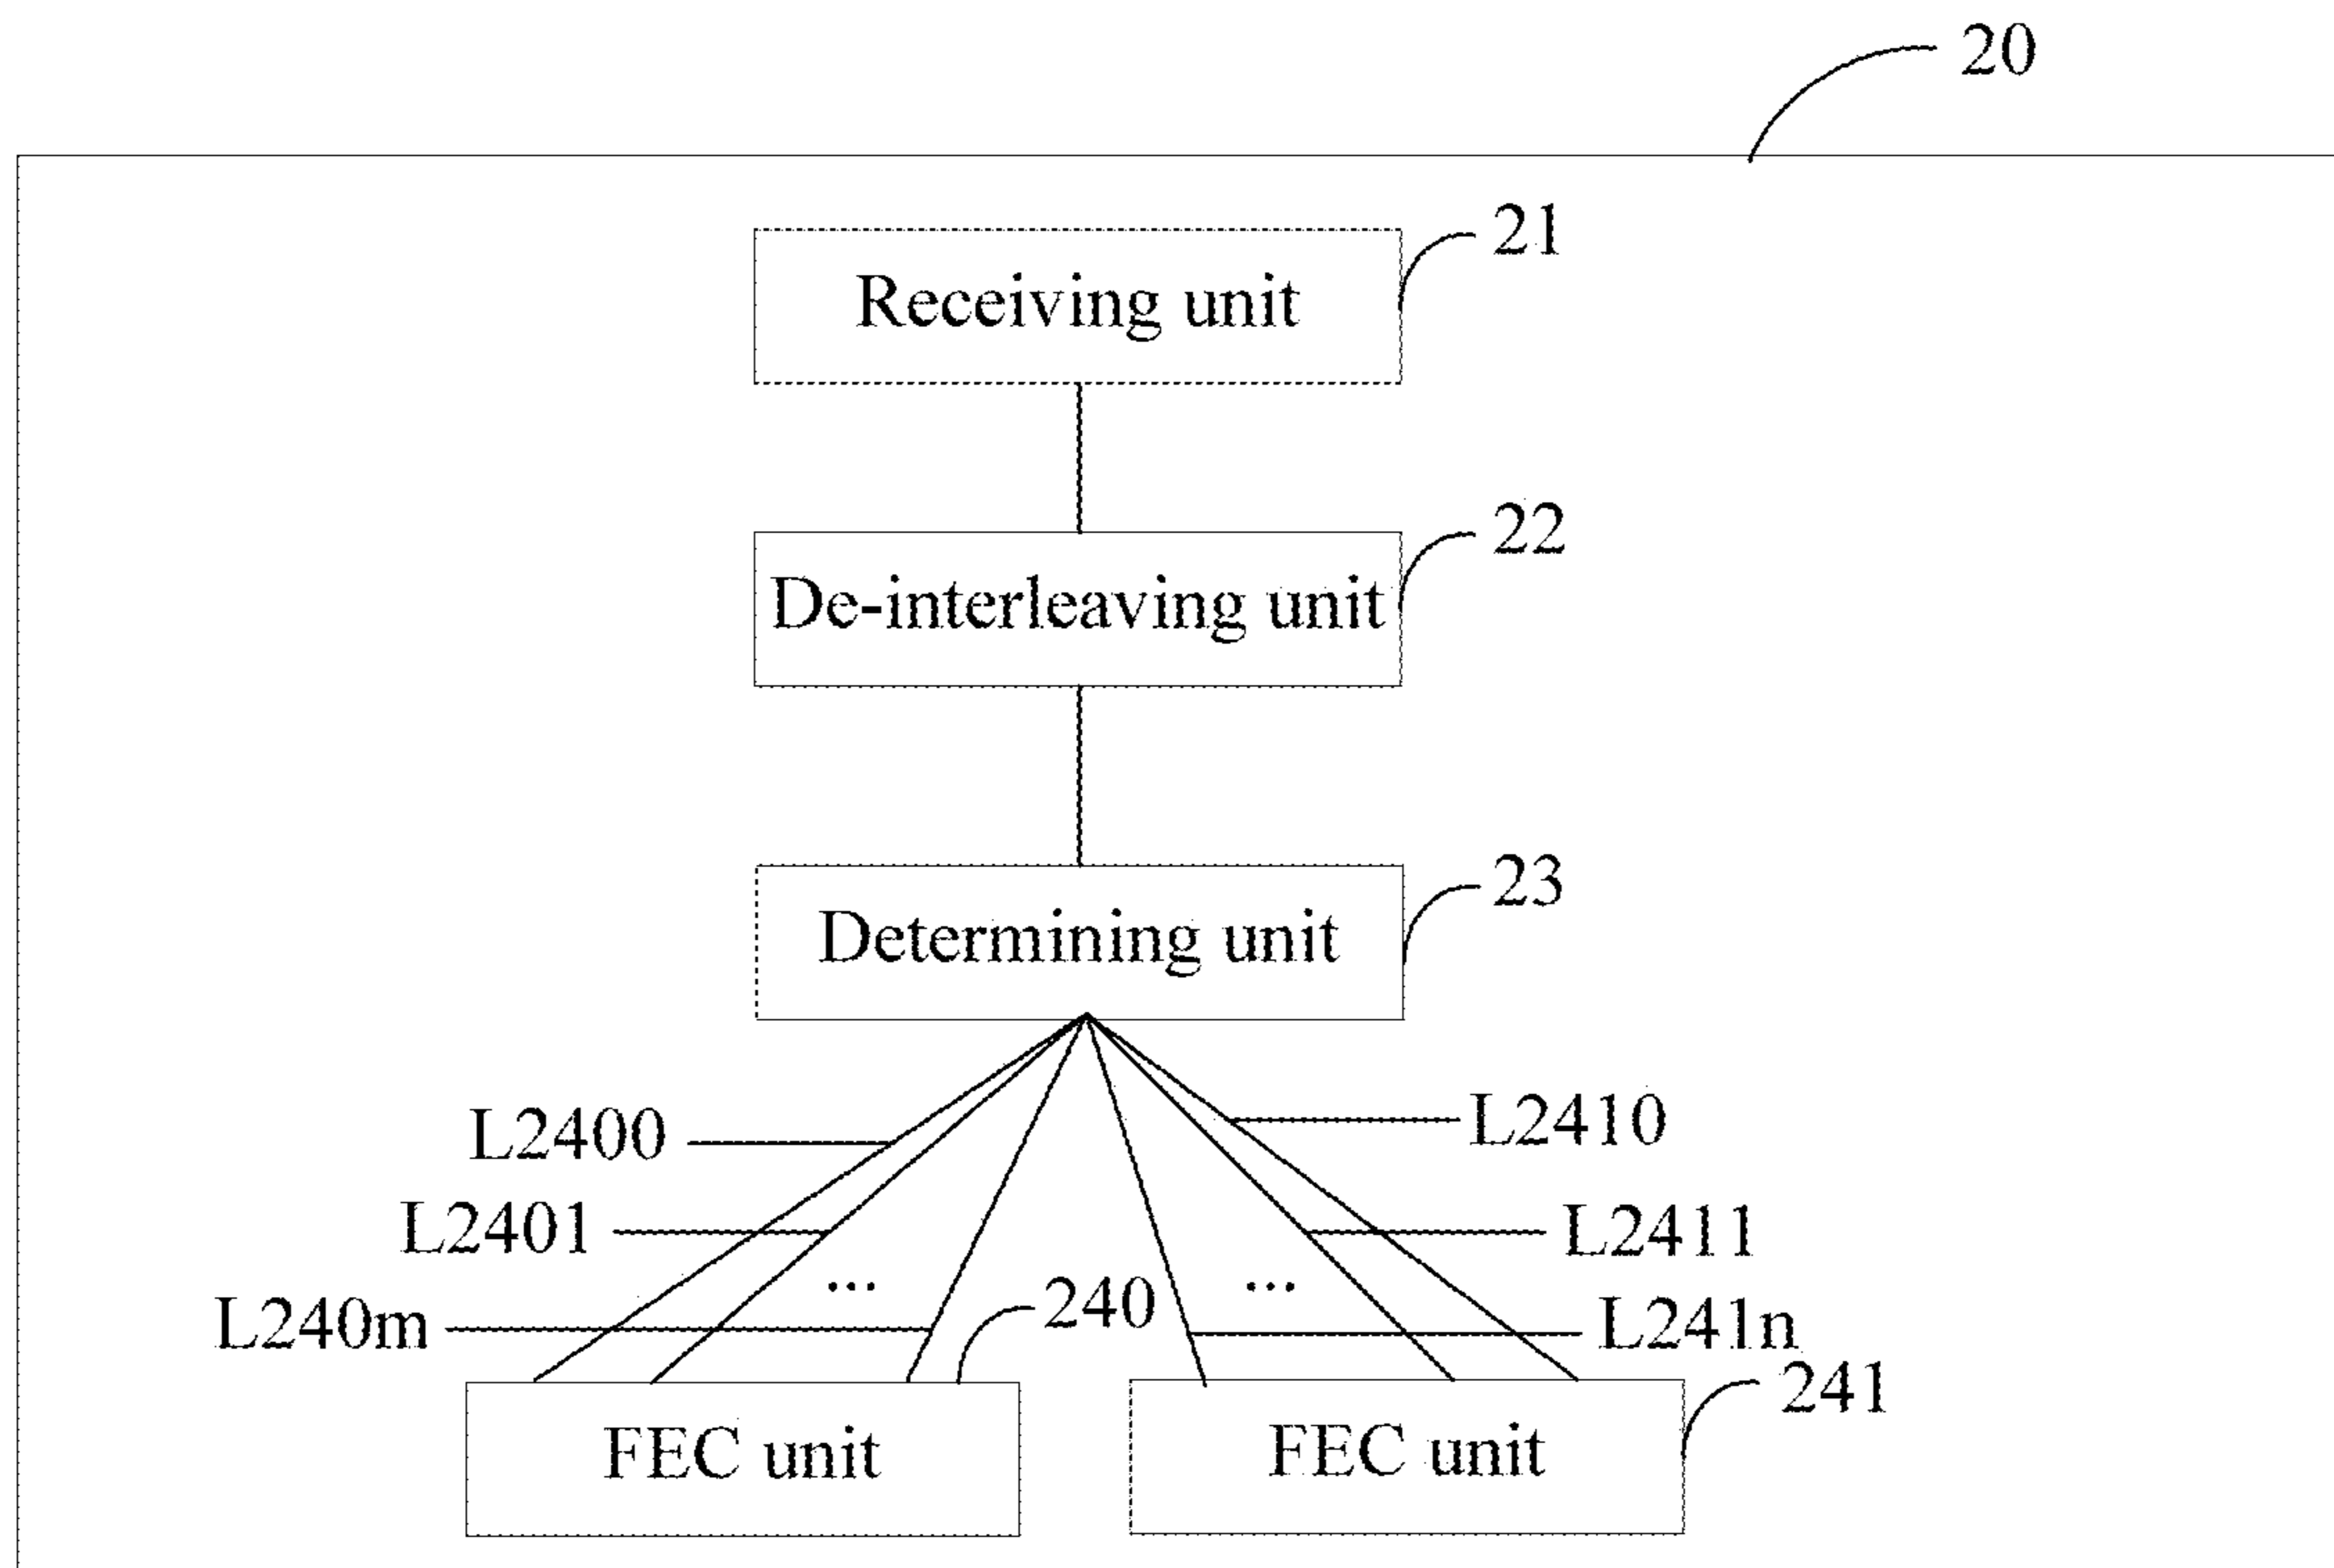 20
21
Receiving unit
22
De-interleaving unit
23
Determining unit
L2400
L2410
L2401
L2411
...
...
240
L240m
L241n
241
FEC unit
FEC unit